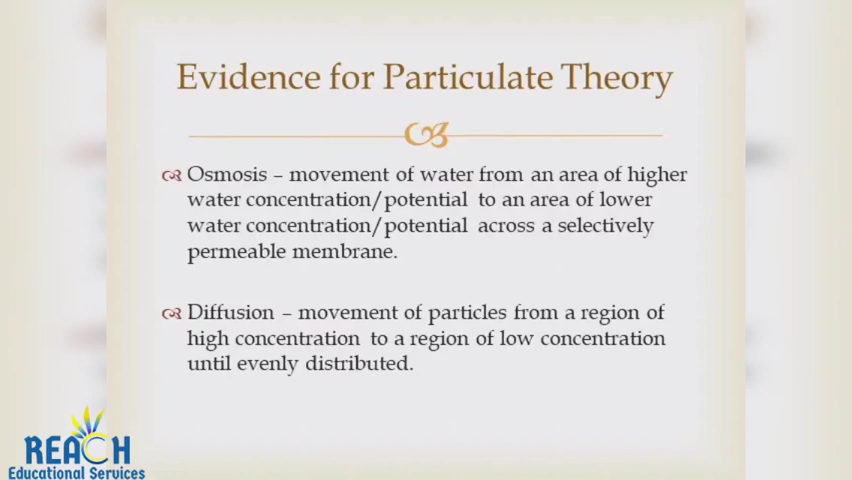 Evidence for Particulate Theory
Osmosis – movement of water from an area of higher
water concentration/potential to an area of lower
water concentration/potential across a selectively
permeable membrane.
Diffusion – movement of particles from a region of
high concentration to a region of low concentration
until evenly distributed.
REACH
Educational Services